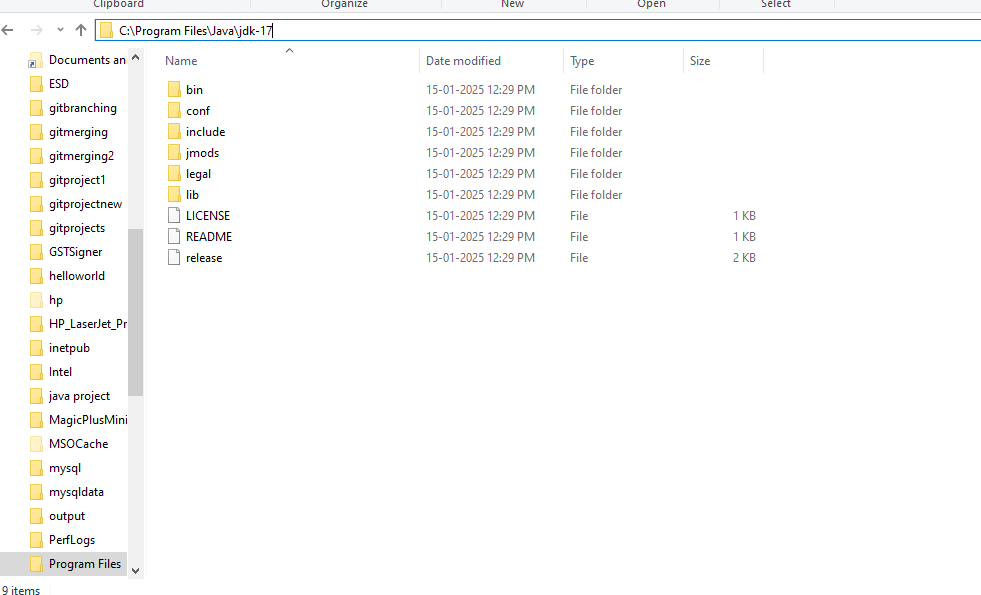 Clipboard Organize New Open Select
C:\Program Files\Java\jdk-17
Documents an
ESD
gitbranching
gitmerging
gitmerging2
gitproject1
gitprojectnew
gitprojects
GSTSigner
helloworld
hp
HP_LaserJet_Pr
inetpub
Intel
java project
MagicPlusMini
MSOCache
mysql
mysqldata
output
PerfLogs
Program Files
Name Date modified Type Size
bin 15-01-2025 12:29 PM File folder
conf 15-01-2025 12:29 PM File folder
include 15-01-2025 12:29 PM File folder
jmods 15-01-2025 12:29 PM File folder
legal 15-01-2025 12:29 PM File folder
lib 15-01-2025 12:29 PM File folder
LICENSE 15-01-2025 12:29 PM File 1 KB
README 15-01-2025 12:29 PM File 1 KB
release 15-01-2025 12:29 PM File 2 KB
9 items